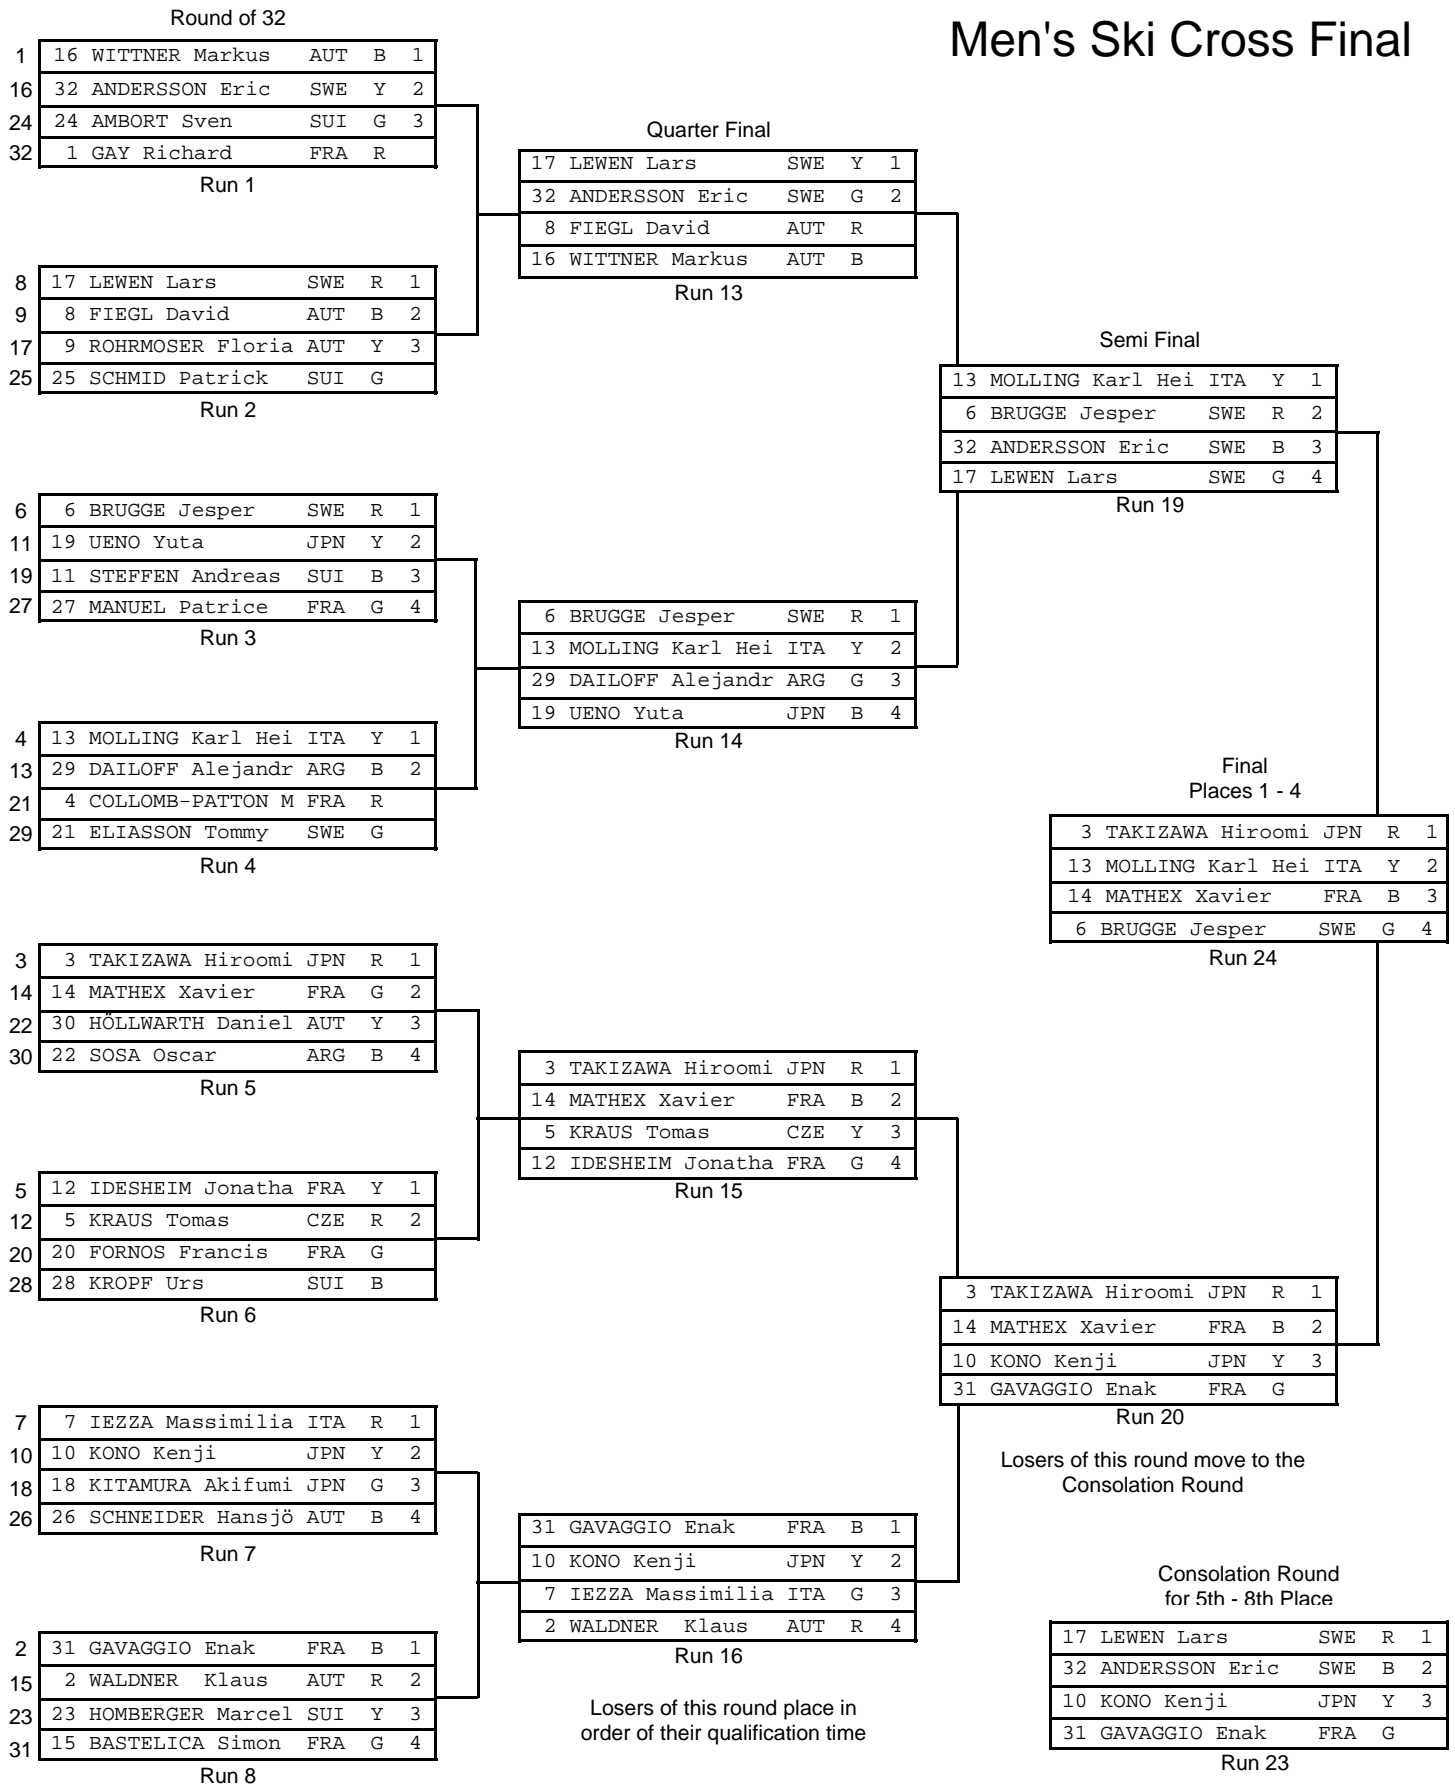 Men's Ski Cross Final
Round of 32
1 16 WITTNER Markus AUT B 1
16 32 ANDERSSON Eric SWE Y 2
24 24 AMBORT Sven SUI G 3
32 1 GAY Richard FRA R
Run 1
8 17 LEWEN Lars SWE R 1
9 8 FIEGL David AUT B 2
17 9 ROHRMOSER Floria AUT Y 3
25 25 SCHMID Patrick SUI G
Run 2
6 6 BRUGGE Jesper SWE R 1
11 19 UENO Yuta JPN Y 2
19 11 STEFFEN Andreas SUI B 3
27 27 MANUEL Patrice FRA G 4
Run 3
4 13 MOLLING Karl Hei ITA Y 1
13 29 DAILOFF Alejandr ARG B 2
21 4 COLLOMB-PATTON M FRA R
29 21 ELIASSON Tommy SWE G
Run 4
3 3 TAKIZAWA Hiroomi JPN R 1
14 14 MATHEX Xavier FRA G 2
22 30 HÖLLWARTH Daniel AUT Y 3
30 22 SOSA Oscar ARG B 4
Run 5
5 12 IDESHEIM Jonatha FRA Y 1
12 5 KRAUS Tomas CZE R 2
20 20 FORNOS Francis FRA G
28 28 KROPF Urs SUI B
Run 6
7 7 IEZZA Massimilia ITA R 1
10 10 KONO Kenji JPN Y 2
18 18 KITAMURA Akifumi JPN G 3
26 26 SCHNEIDER Hansjö AUT B 4
Run 7
2 31 GAVAGGIO Enak FRA B 1
15 2 WALDNER Klaus AUT R 2
23 23 HOMBERGER Marcel SUI Y 3
31 15 BASTELICA Simon FRA G 4
Run 8
Quarter Final
17 LEWEN Lars SWE Y 1
32 ANDERSSON Eric SWE G 2
8 FIEGL David AUT R
16 WITTNER Markus AUT B
Run 13
6 BRUGGE Jesper SWE R 1
13 MOLLING Karl Hei ITA Y 2
29 DAILOFF Alejandr ARG G 3
19 UENO Yuta JPN B 4
Run 14
3 TAKIZAWA Hiroomi JPN R 1
14 MATHEX Xavier FRA B 2
5 KRAUS Tomas CZE Y 3
12 IDESHEIM Jonatha FRA G 4
Run 15
31 GAVAGGIO Enak FRA B 1
10 KONO Kenji JPN Y 2
7 IEZZA Massimilia ITA G 3
2 WALDNER Klaus AUT R 4
Run 16
Losers of this round place in
order of their qualification time
Semi Final
13 MOLLING Karl Hei ITA Y 1
6 BRUGGE Jesper SWE R 2
32 ANDERSSON Eric SWE B 3
17 LEWEN Lars SWE G 4
Run 19
3 TAKIZAWA Hiroomi JPN R 1
14 MATHEX Xavier FRA B 2
10 KONO Kenji JPN Y 3
31 GAVAGGIO Enak FRA G
Run 20
Losers of this round move to the
Consolation Round
Final
Places 1 - 4
3 TAKIZAWA Hiroomi JPN R 1
13 MOLLING Karl Hei ITA Y 2
14 MATHEX Xavier FRA B 3
6 BRUGGE Jesper SWE G 4
Run 24
Consolation Round
for 5th - 8th Place
17 LEWEN Lars SWE R 1
32 ANDERSSON Eric SWE B 2
10 KONO Kenji JPN Y 3
31 GAVAGGIO Enak FRA G
Run 23